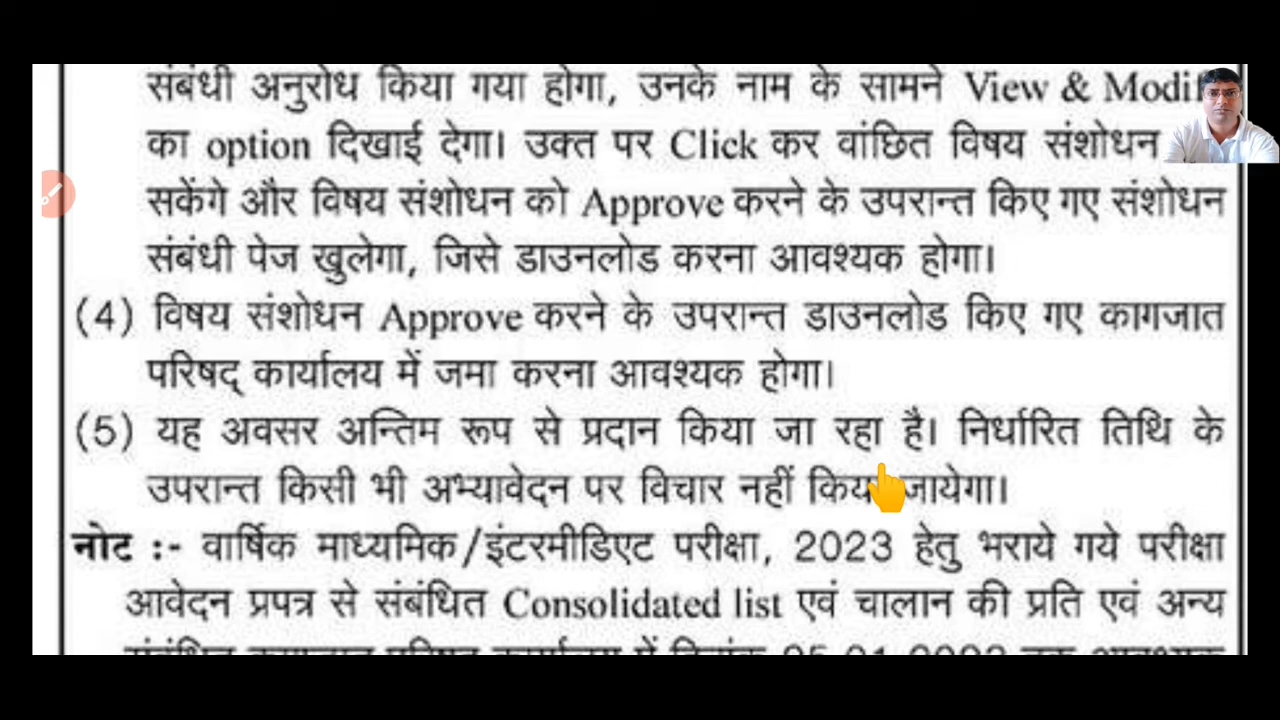 संबंधी अनुरोध किया गया होगा, उनके नाम के सामने View & Modif
का option दिखाई देगा। उक्त पर Click कर वांछित विषय संशोधन
सकेंगे और विषय संशोधन को Approve करने के उपरान्त किए गए संशोधन
संबंधी पेज खुलेगा, जिसे डाउनलोड करना आवश्यक होगा।
(4) विषय संशोधन Approve करने के उपरान्त डाउनलोड किए गए कागजात
परिषद् कार्यालय में जमा करना आवश्यक होगा।
(5) यह अवसर अन्तिम रूप से प्रदान किया जा रहा है। निर्धारित तिथि के
उपरान्त किसी भी अभ्यावेदन पर विचार नहीं किया जायेगा।
नोट :- वार्षिक माध्यमिक/इंटरमीडिएट परीक्षा, 2023 हेतु भराये गये परीक्षा
आवेदन प्रपत्र से संबंधित Consolidated list एवं चालान की प्रति एवं अन्य